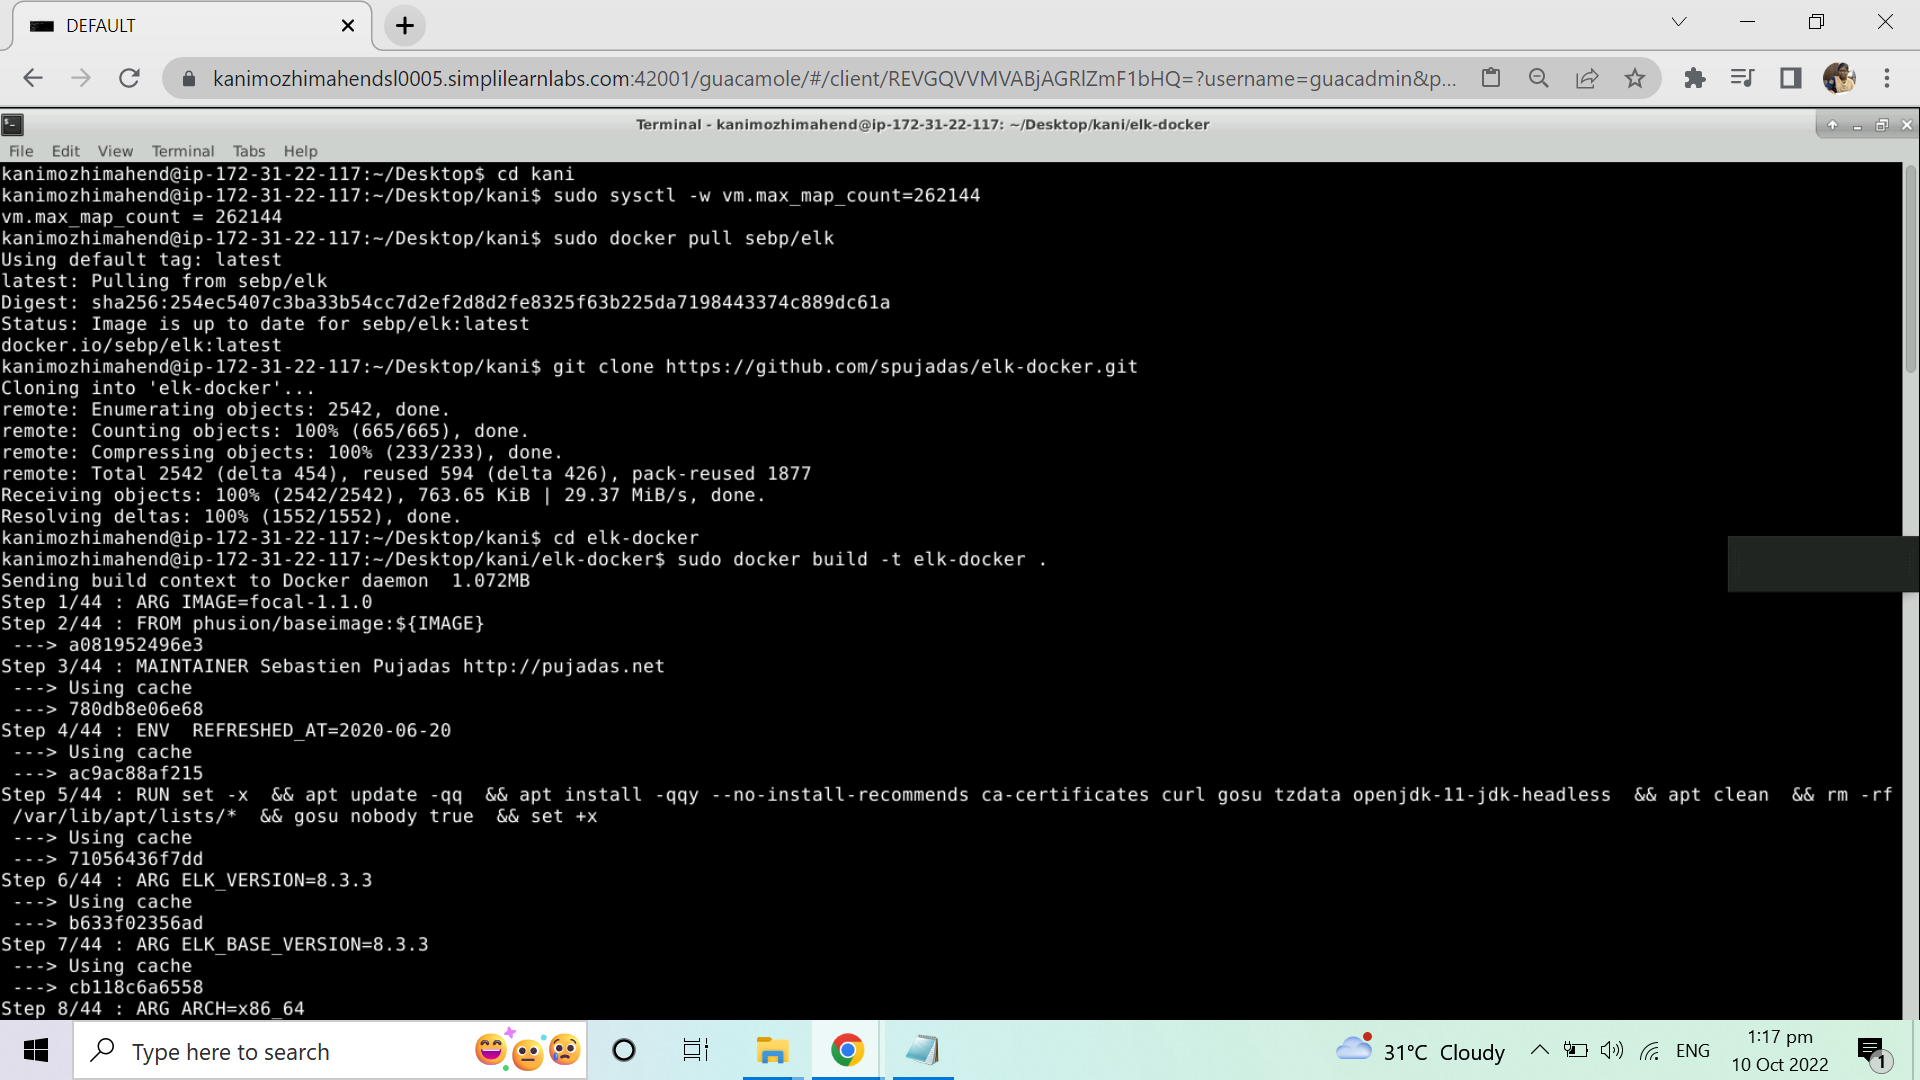 DEFAULT
kanimozhimahendsl0005.simplilearnlabs.com:42001/guacamole/#/client/REVGQVVMVABjAGRlZmF1bHQ=?username=guacadmin&p...
Terminal - kanimozhimahend@ip-172-31-22-117: ~/Desktop/kani/elk-docker
File Edit View Terminal Tabs Help
kanimozhimahend@ip-172-31-22-117:~/Desktop$ cd kani
kanimozhimahend@ip-172-31-22-117:~/Desktop/kani$ sudo sysctl -w vm.max_map_count=262144
vm.max_map_count = 262144
kanimozhimahend@ip-172-31-22-117:~/Desktop/kani$ sudo docker pull sebp/elk
Using default tag: latest
latest: Pulling from sebp/elk
Digest: sha256:254ec5407c3ba33b54cc7d2ef2d8d2fe8325f63b225da7198443374c889dc61a
Status: Image is up to date for sebp/elk:latest
docker.io/sebp/elk:latest
kanimozhimahend@ip-172-31-22-117:~/Desktop/kani$ git clone https://github.com/spujadas/elk-docker.git
Cloning into 'elk-docker'...
remote: Enumerating objects: 2542, done.
remote: Counting objects: 100% (665/665), done.
remote: Compressing objects: 100% (233/233), done.
remote: Total 2542 (delta 454), reused 594 (delta 426), pack-reused 1877
Receiving objects: 100% (2542/2542), 763.65 KiB | 29.37 MiB/s, done.
Resolving deltas: 100% (1552/1552), done.
kanimozhimahend@ip-172-31-22-117:~/Desktop/kani$ cd elk-docker
kanimozhimahend@ip-172-31-22-117:~/Desktop/kani/elk-docker$ sudo docker build -t elk-docker .
Sending build context to Docker daemon  1.072MB
Step 1/44 : ARG IMAGE=focal-1.1.0
Step 2/44 : FROM phusion/baseimage:${IMAGE}
 ---> a081952496e3
Step 3/44 : MAINTAINER Sebastien Pujadas http://pujadas.net
 ---> Using cache
 ---> 780db8e06e68
Step 4/44 : ENV  REFRESHED_AT=2020-06-20
 ---> Using cache
 ---> ac9ac88af215
Step 5/44 : RUN set -x  && apt update -qq  && apt install -qqy --no-install-recommends ca-certificates curl gosu tzdata openjdk-11-jdk-headless  && apt clean  && rm -rf
 /var/lib/apt/lists/*  && gosu nobody true  && set +x
 ---> Using cache
 ---> 71056436f7dd
Step 6/44 : ARG ELK_VERSION=8.3.3
 ---> Using cache
 ---> b633f02356ad
Step 7/44 : ARG ELK_BASE_VERSION=8.3.3
 ---> Using cache
 ---> cb118c6a6558
Step 8/44 : ARG ARCH=x86_64
Type here to search
31°C Cloudy
ENG
1:17 pm
10 Oct 2022
1